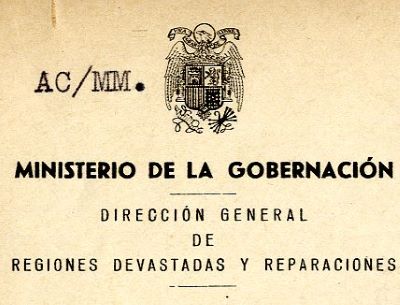 AC/MM.
MINISTERIO DE LA GOBERNACIÓN
DIRECCIÓN GENERAL
DE
REGIONES DEVASTADAS Y REPARACIONES